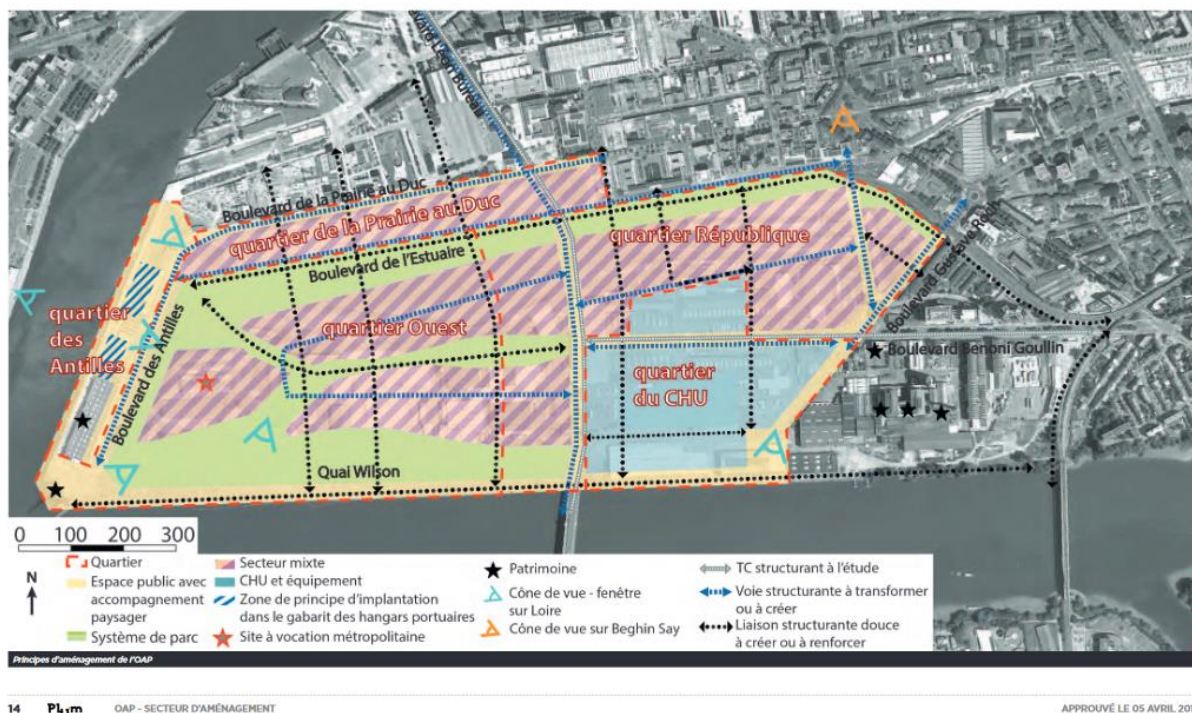 Boulevard de la Prairie au Duc
quartier de la Prairie au Duc
quartier République
Boulevard de l'Estuaire
quartier
des
Antilles
Boulevard des Antilles
quartier Ouest
Boulevard Gustave Roch
Boulevard Benoni Goullin
quartier
du CHU
Quai Wilson
0 100 200 300
N
Quartier
Espace public avec
accompagnement
paysager
Système de parc
Secteur mixte
CHU et équipement
Zone de principe d'implantation
dans le gabarit des hangars portuaires
Site à vocation métropolitaine
Patrimoine
Cône de vue - fenêtre
sur Loire
Cône de vue sur Beghin Say
TC structurant à l'étude
Voie structurante à transformer
ou à créer
Liaison structurante douce
à créer ou à renforcer
Principes d'aménagement de l'OAP
14 PLUm OAP - SECTEUR D'AMÉNAGEMENT APPROUVÉ LE 05 AVRIL 201